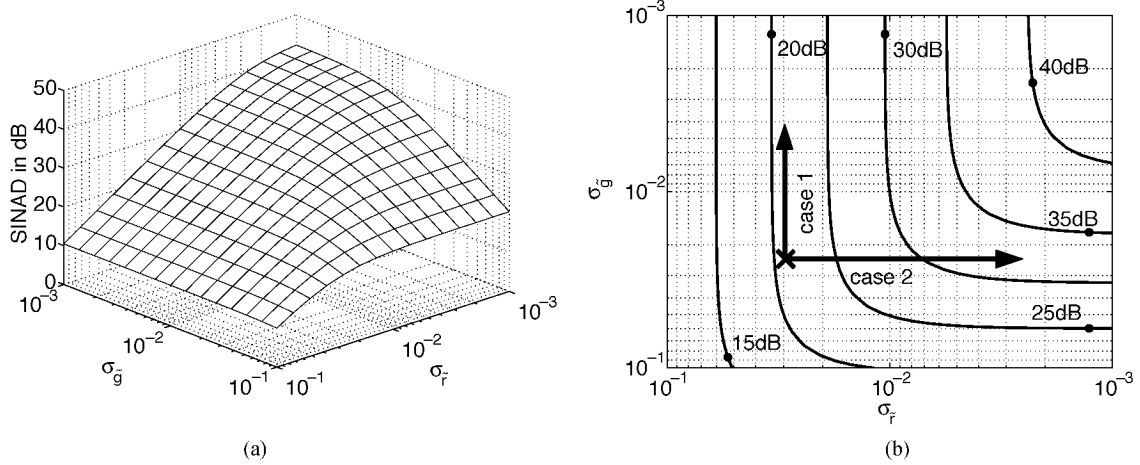 SINAD in dB
50
40
30
20
10
0
10⁻³
10⁻²
10⁻¹
σ_g̃
10⁻¹
10⁻²
10⁻³
σ_r̃
(a)
10⁻³
10⁻²
10⁻¹
σ_g̃
20dB
30dB
40dB
case 1
35dB
case 2
25dB
15dB
10⁻¹
10⁻²
10⁻³
σ_r̃
(b)